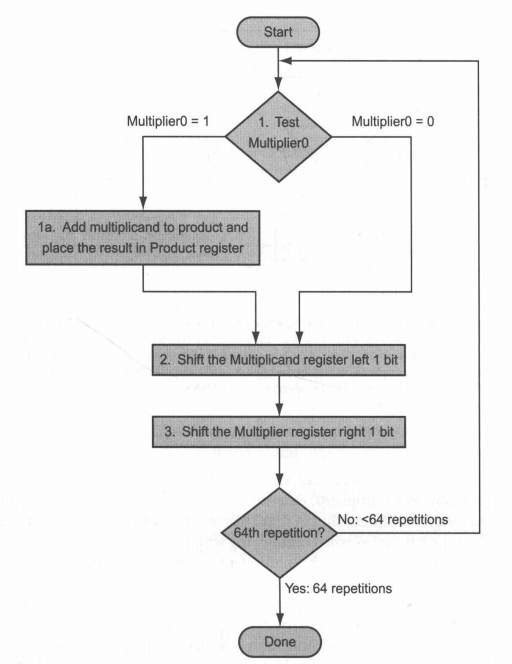 Start
Multiplier0 = 1
1. Test
Multiplier0
Multiplier0 = 0
1a. Add multiplicand to product and
place the result in Product register
2. Shift the Multiplicand register left 1 bit
3. Shift the Multiplier register right 1 bit
64th repetition?
No: <64 repetitions
Yes: 64 repetitions
Done